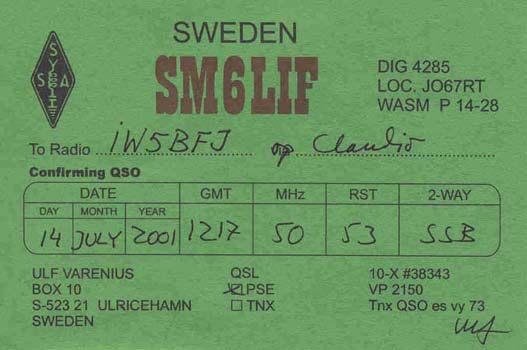 SWEDEN
SSA
SM6LIF
DIG 4285
LOC. JO67RT
WASM P 14-28
To Radio iW5BFJ op Claudio
Confirming QSO
DATE GMT MHz RST 2-WAY
DAY MONTH YEAR
14 JULY 2001 1217 50 53 SSB
ULF VARENIUS QSL 10-X #38343
BOX 10 ☒ PSE VP 2150
S-523 21 ULRICEHAMN ☐ TNX Tnx QSO es vy 73
SWEDEN